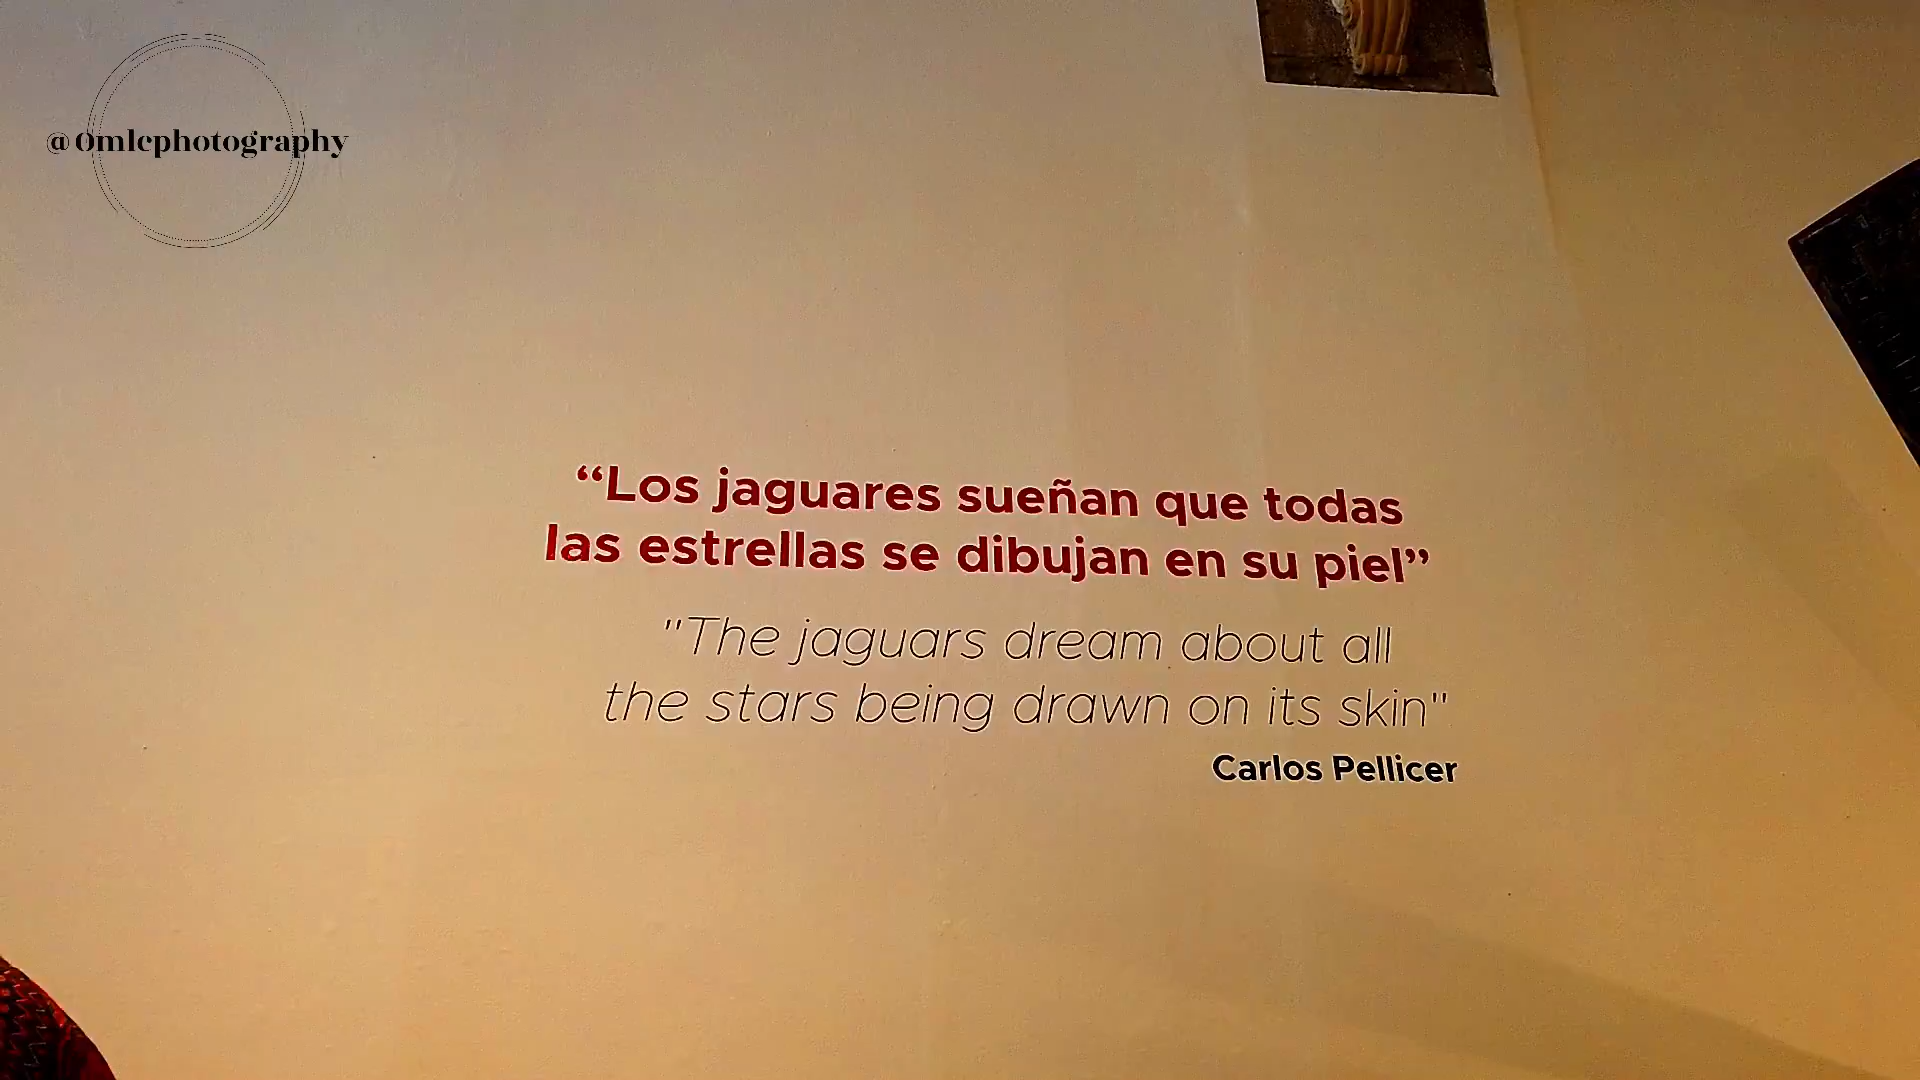 @Omlcphotography
“Los jaguares sueñan que todas
las estrellas se dibujan en su piel”
"The jaguars dream about all
the stars being drawn on its skin"
Carlos Pellicer